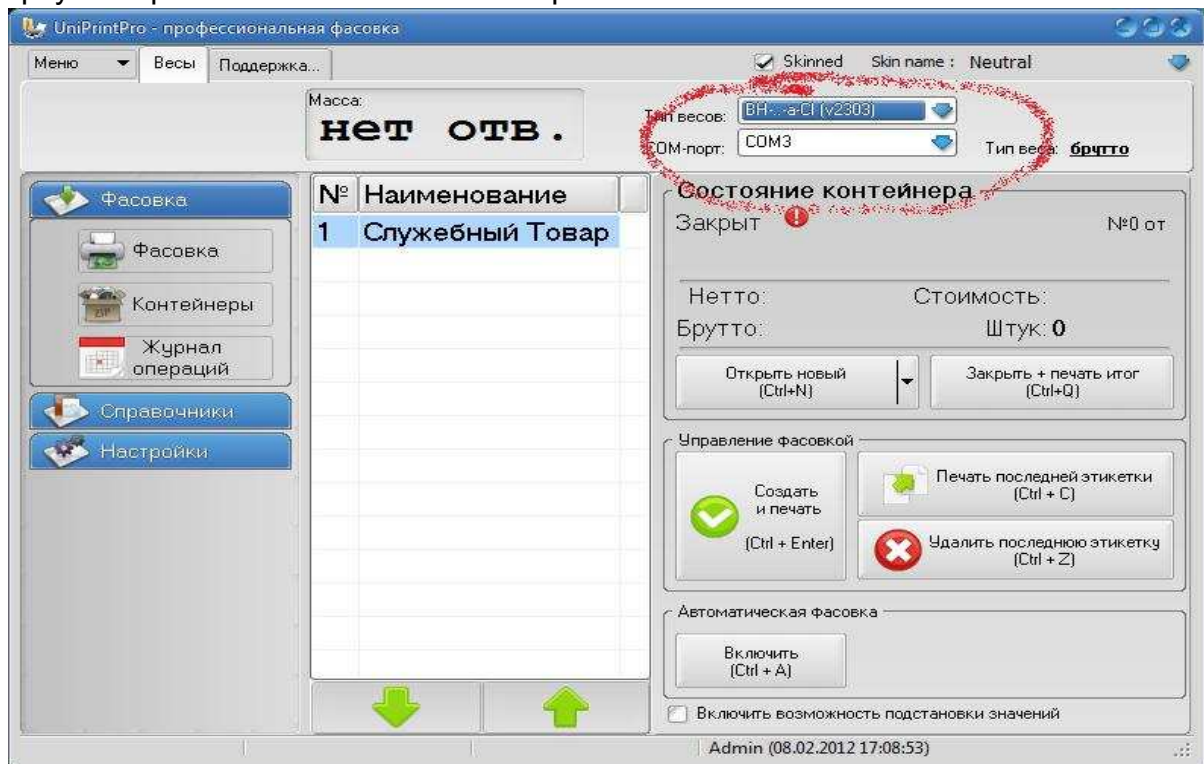 UniPrintPro - профессиональная фасовка
Меню Весы Поддержка...
Skinned Skin name : Neutral
Масса:
нет отв.
Тип весов: ВН-..-a-CI (v2303)
COM-порт: COM3
Тип веса: брутто
Фасовка
Фасовка
Контейнеры
Журнал
операций
Справочники
Настройки
№ Наименование
1 Служебный Товар
Состояние контейнера
Закрыт
№0 от
Нетто: Стоимость:
Брутто: Штук: 0
Открыть новый
(Ctrl+N)
Закрыть + печать итог
(Ctrl+Q)
Управление фасовкой
Создать
и печать
(Ctrl + Enter)
Печать последней этикетки
(Ctrl + C)
Удалить последнюю этикетку
(Ctrl + Z)
Автоматическая фасовка
Включить
(Ctrl + A)
Включить возможность подстановки значений
Admin (08.02.2012 17:08:53)